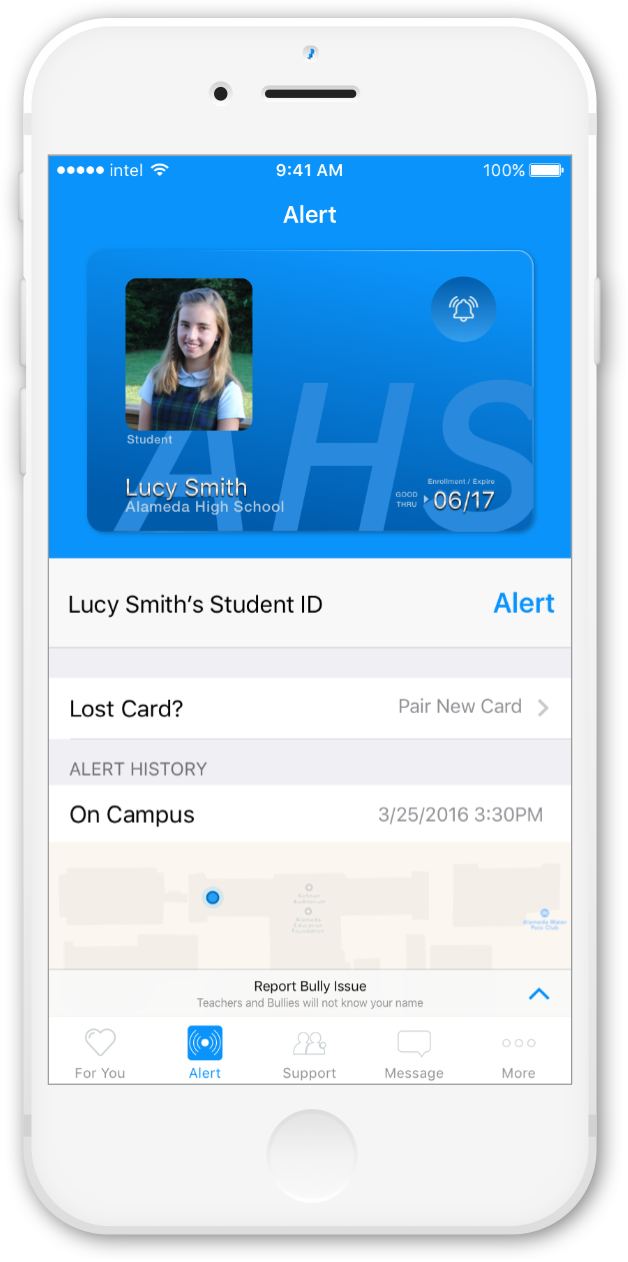 intel 9:41 AM 100%
Alert
AHS
Student
Lucy Smith
Alameda High School
Enrollment / Expire
GOOD
THRU
06/17
Lucy Smith’s Student ID Alert
Lost Card? Pair New Card
ALERT HISTORY
On Campus 3/25/2016 3:30PM
Alameda
Education
Foundation
Alameda Water
Polo Club
Report Bully Issue
Teachers and Bullies will not know your name
For You Alert Support Message More